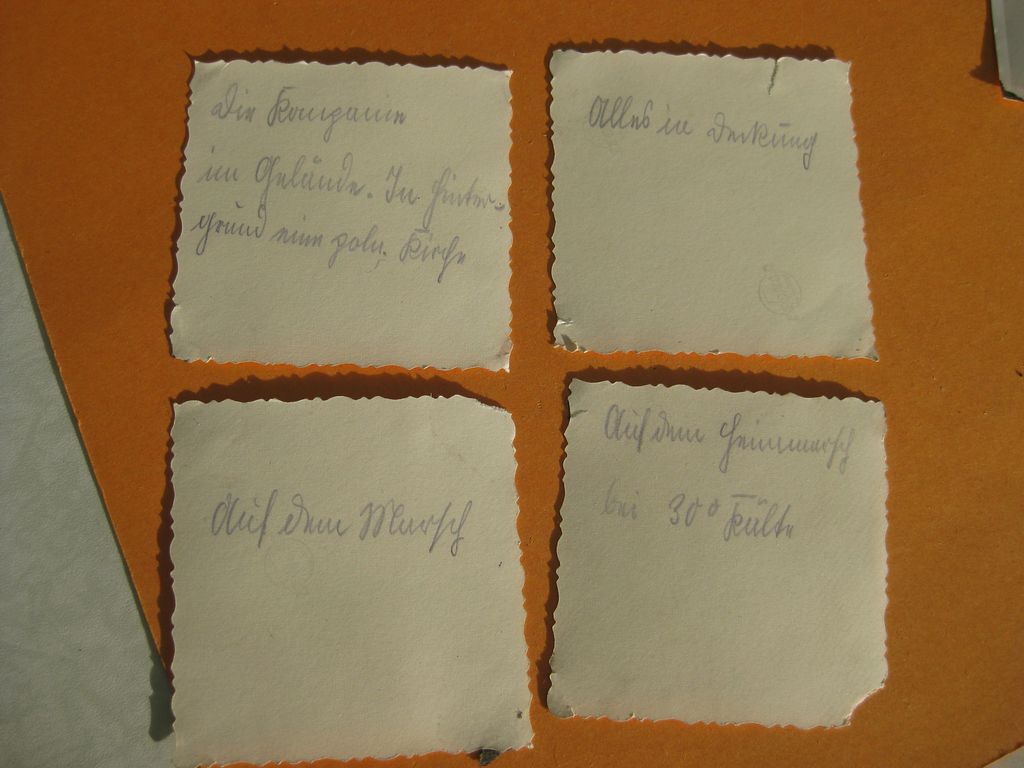 Die Kompanie
im Gelände. Im Hinter-
grund eine poln. Kirche
Alles in Deckung
Auf dem Marsch
Auf dem Heimmarsch
bei 30° Kälte